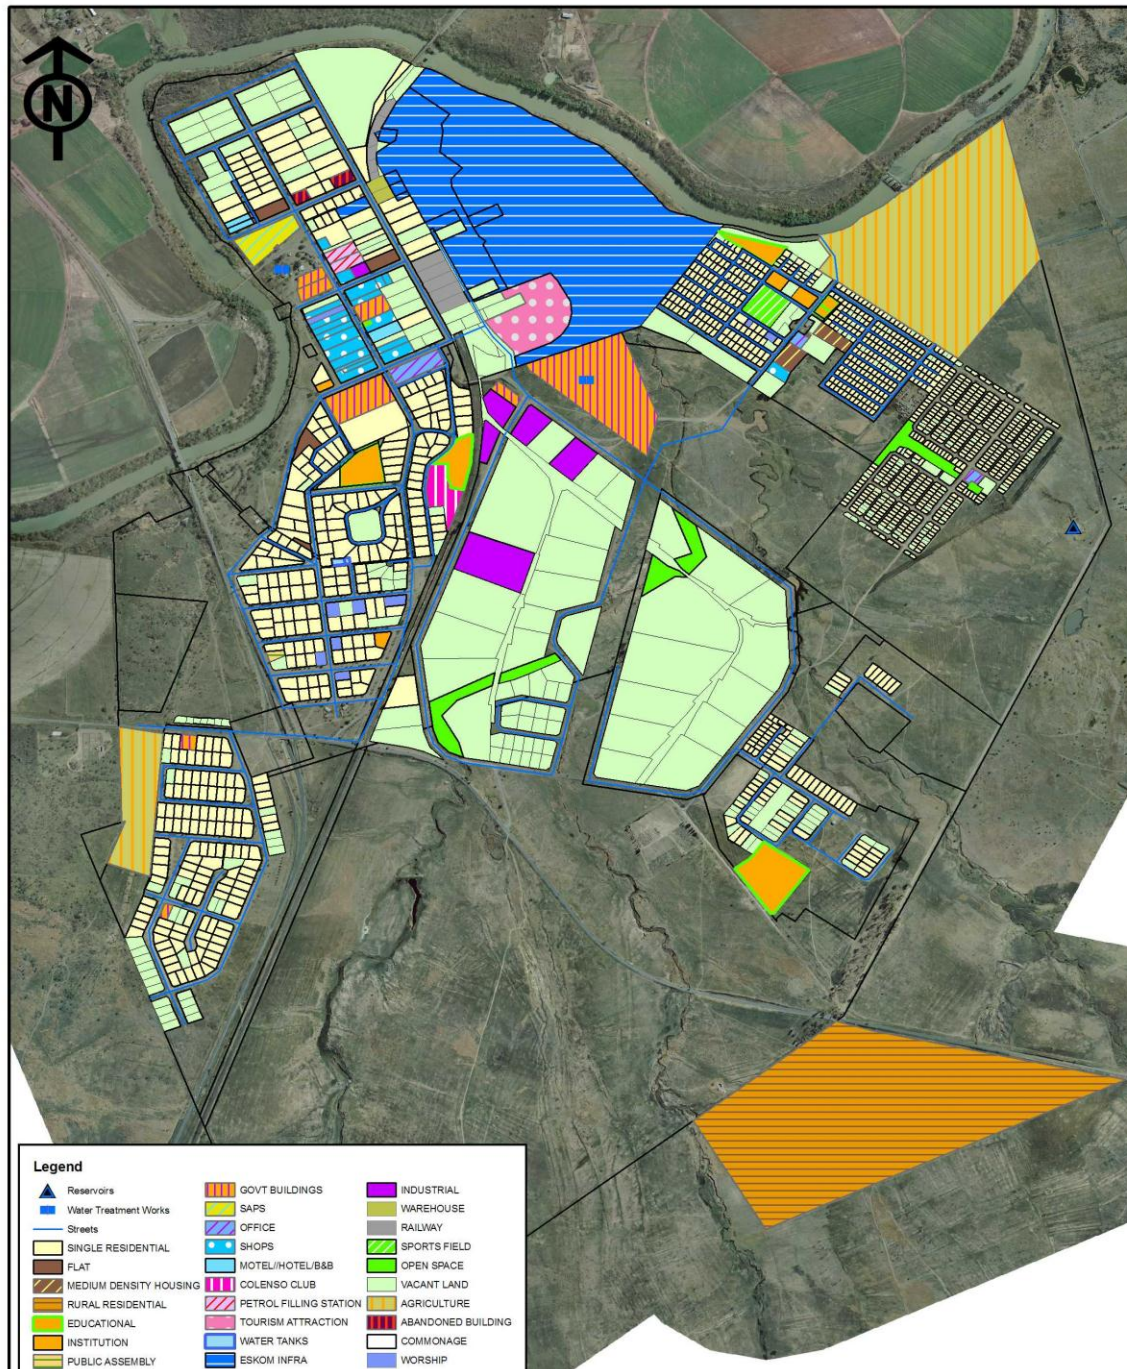 N
Legend
Reservoirs
Water Treatment Works
Streets
SINGLE RESIDENTIAL
FLAT
MEDIUM DENSITY HOUSING
RURAL RESIDENTIAL
EDUCATIONAL
INSTITUTION
PUBLIC ASSEMBLY
GOVT BUILDINGS
SAPS
OFFICE
SHOPS
MOTEL//HOTEL/B&B
COLENSO CLUB
PETROL FILLING STATION
TOURISM ATTRACTION
WATER TANKS
ESKOM INFRA
INDUSTRIAL
WAREHOUSE
RAILWAY
SPORTS FIELD
OPEN SPACE
VACANT LAND
AGRICULTURE
ABANDONED BUILDING
COMMONAGE
WORSHIP